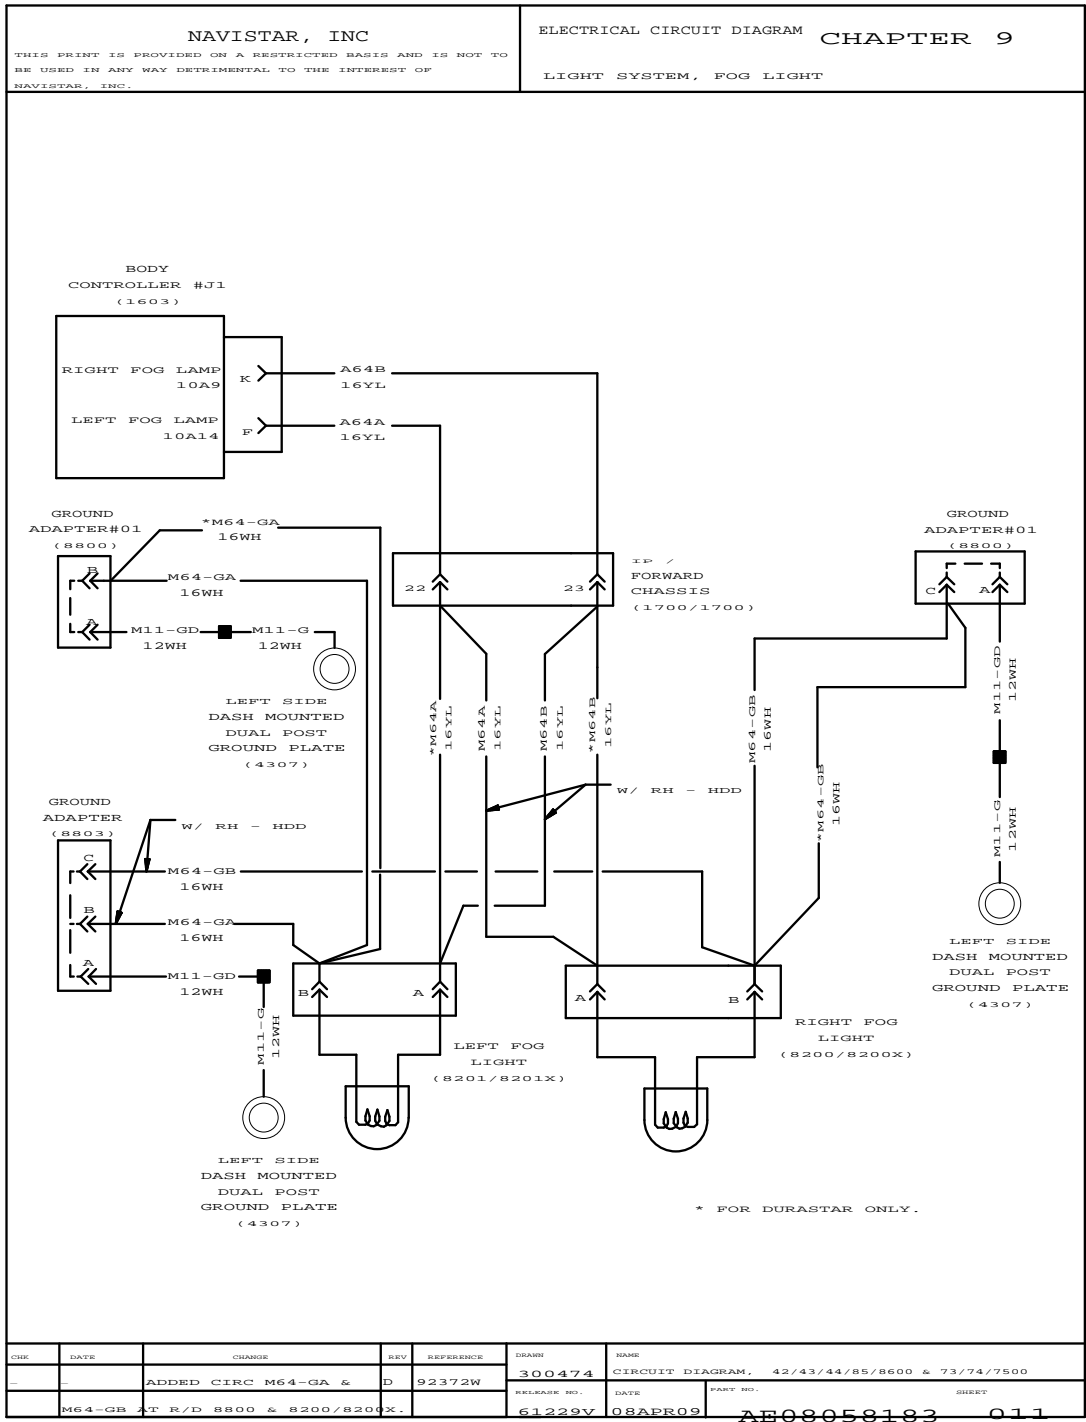 NAVISTAR, INC
THIS PRINT IS PROVIDED ON A RESTRICTED BASIS AND IS NOT TO
BE USED IN ANY WAY DETRIMENTAL TO THE INTEREST OF
NAVISTAR, INC.
ELECTRICAL CIRCUIT DIAGRAM CHAPTER 9
LIGHT SYSTEM, FOG LIGHT
BODY
CONTROLLER #J1
(1603)
RIGHT FOG LAMP
10A9
K
A64B
16YL
LEFT FOG LAMP
10A14
F
A64A
16YL
GROUND
ADAPTER#01
(8800)
*M64-GA
16WH
B
M64-GA
16WH
A
M11-GD
12WH
M11-G
12WH
LEFT SIDE
DASH MOUNTED
DUAL POST
GROUND PLATE
(4307)
22
23
IP /
FORWARD
CHASSIS
(1700/1700)
GROUND
ADAPTER#01
(8800)
C
A
*M64A
16YL
M64A
16YL
M64B
16YL
*M64B
16YL
M64-GB
16WH
*M64-GB
16WH
M11-GD
12WH
M11-G
12WH
LEFT SIDE
DASH MOUNTED
DUAL POST
GROUND PLATE
(4307)
W/ RH - HDD
GROUND
ADAPTER
(8803)
W/ RH - HDD
C
M64-GB
16WH
B
M64-GA
16WH
A
M11-GD
12WH
M11-G
12WH
LEFT SIDE
DASH MOUNTED
DUAL POST
GROUND PLATE
(4307)
B
A
LEFT FOG
LIGHT
(8201/8201X)
A
B
RIGHT FOG
LIGHT
(8200/8200X)
* FOR DURASTAR ONLY.
CHK DATE CHANGE REV REFERENCE
- - ADDED CIRC M64-GA & D 92372W
M64-GB AT R/D 8800 & 8200/8200X.
DRAWN
300474
NAME
CIRCUIT DIAGRAM, 42/43/44/85/8600 & 73/74/7500
RELEASE NO.
61229V
DATE
08APR09
PART NO.
AE08058183
SHEET
011